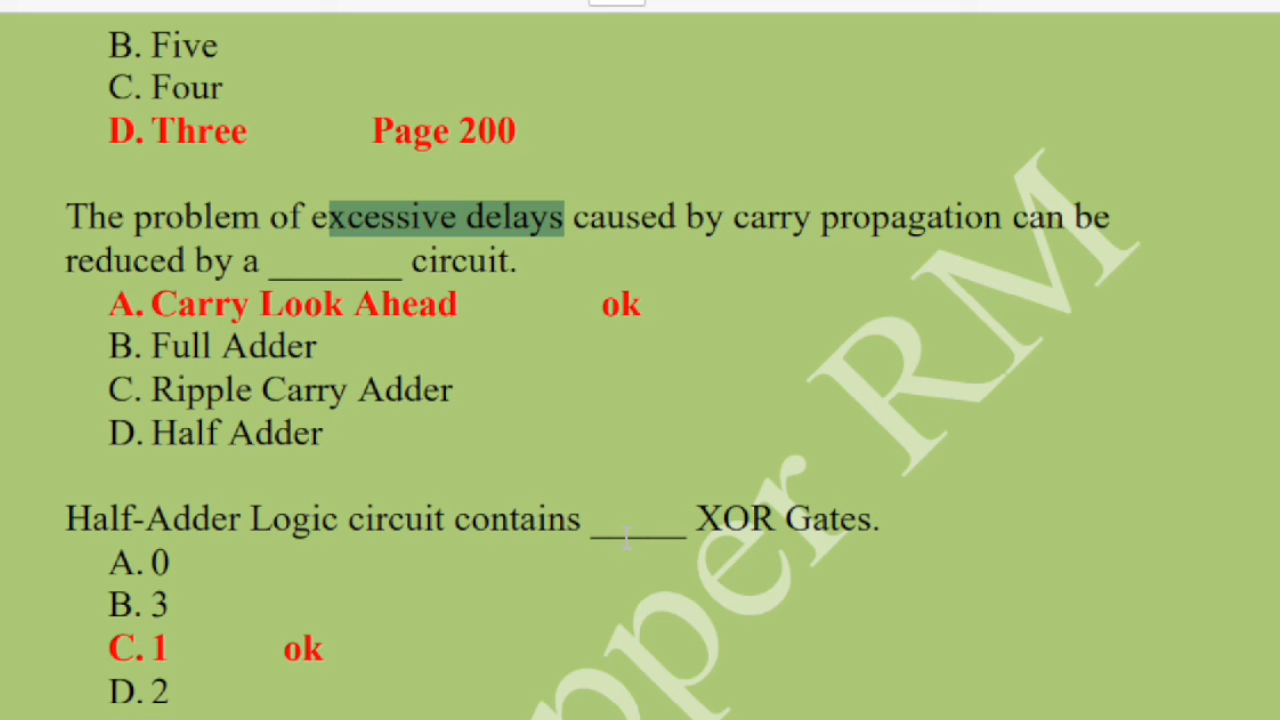 B. Five
C. Four
D. Three Page 200
The problem of excessive delays caused by carry propagation can be
reduced by a _______ circuit.
A. Carry Look Ahead ok
B. Full Adder
C. Ripple Carry Adder
D. Half Adder
Half-Adder Logic circuit contains _____ XOR Gates.
A. 0
B. 3
C. 1 ok
D. 2
RM